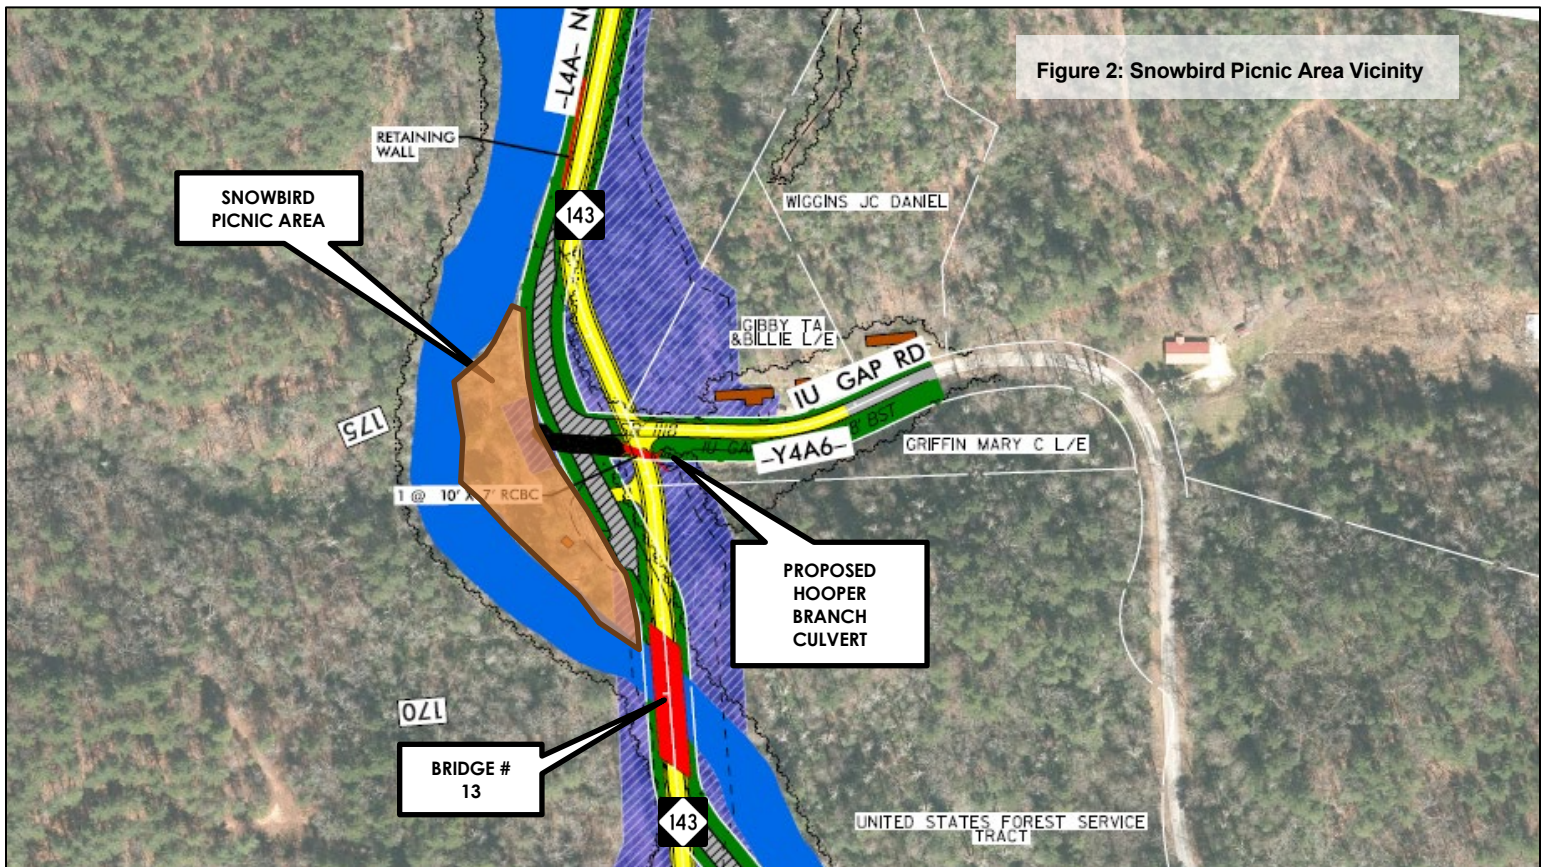 Figure 2: Snowbird Picnic Area Vicinity
-L4A-
RETAINING
WALL
SNOWBIRD
PICNIC AREA
143
WIGGINS JC DANIEL
GIBBY TA
&BILLIE L/E
IU GAP RD
175
-Y4A6-
GRIFFIN MARY C L/E
1 @ 10' X 7' RCBC
PROPOSED
HOOPER
BRANCH
CULVERT
170
BRIDGE #
13
143
UNITED STATES FOREST SERVICE
TRACT